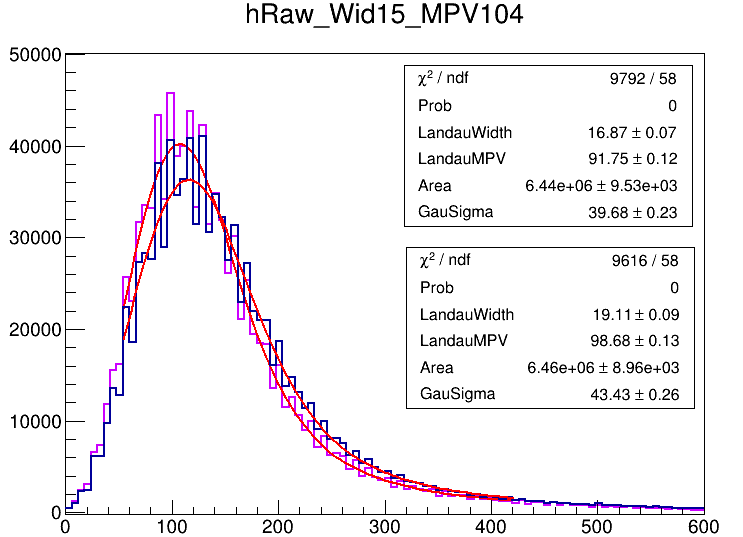 hRaw_Wid15_MPV104
50000
40000
30000
20000
10000
0
0 100 200 300 400 500 600
χ² / ndf 9792 / 58
Prob 0
LandauWidth 16.87 ± 0.07
LandauMPV 91.75 ± 0.12
Area 6.44e+06 ± 9.53e+03
GauSigma 39.68 ± 0.23
χ² / ndf 9616 / 58
Prob 0
LandauWidth 19.11 ± 0.09
LandauMPV 98.68 ± 0.13
Area 6.46e+06 ± 8.96e+03
GauSigma 43.43 ± 0.26